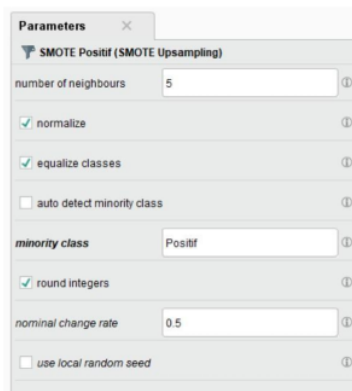 Parameters
SMOTE Positif (SMOTE Upsampling)
number of neighbours 5
normalize
equalize classes
auto detect minority class
minority class Positif
round integers
nominal change rate 0.5
use local random seed